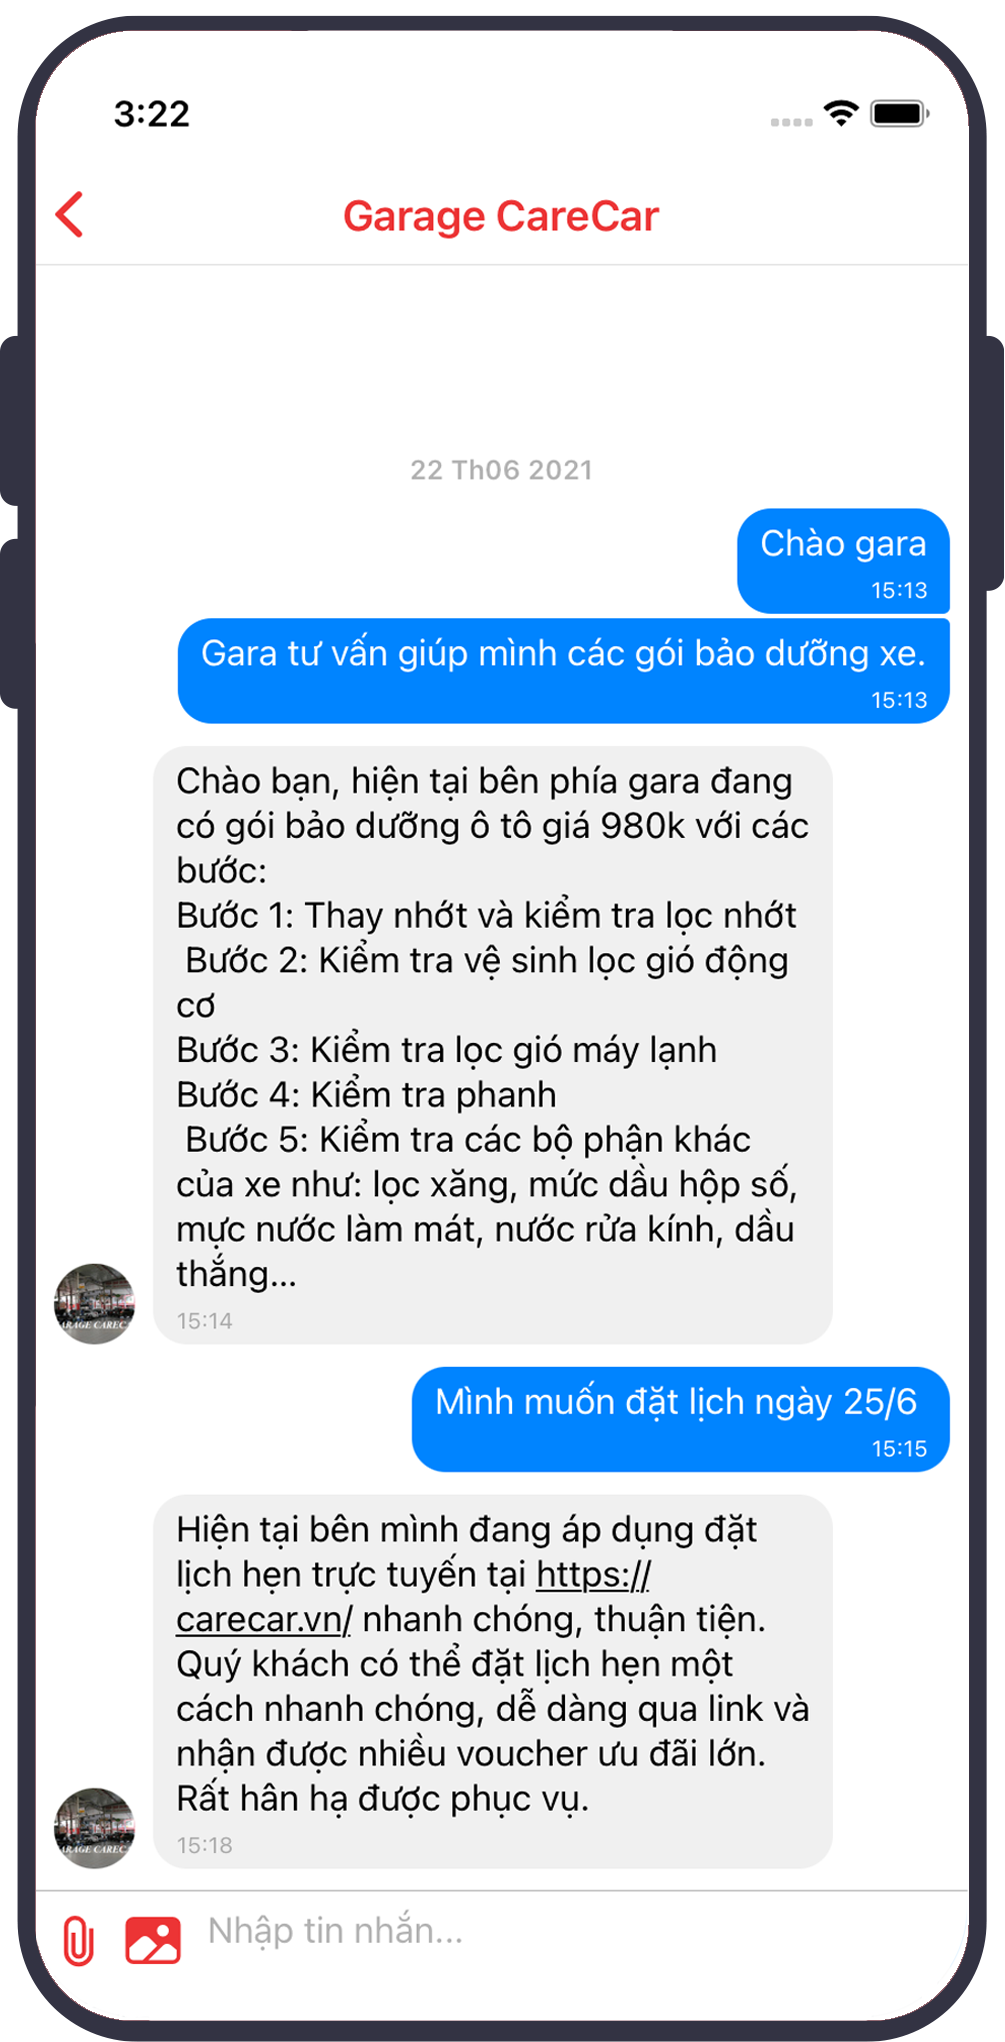 3:22
Garage CareCar
22 Th06 2021
Chào gara
15:13
Gara tư vấn giúp mình các gói bảo dưỡng xe.
15:13
Chào bạn, hiện tại bên phía gara đang
có gói bảo dưỡng ô tô giá 980k với các
bước:
Bước 1: Thay nhớt và kiểm tra lọc nhớt
Bước 2: Kiểm tra vệ sinh lọc gió động
cơ
Bước 3: Kiểm tra lọc gió máy lạnh
Bước 4: Kiểm tra phanh
Bước 5: Kiểm tra các bộ phận khác
của xe như: lọc xăng, mức dầu hộp số,
mực nước làm mát, nước rửa kính, dầu
thắng...
ARAGE CAREC
15:14
Mình muốn đặt lịch ngày 25/6
15:15
Hiện tại bên mình đang áp dụng đặt
lịch hẹn trực tuyến tại https://
carecar.vn/ nhanh chóng, thuận tiện.
Quý khách có thể đặt lịch hẹn một
cách nhanh chóng, dễ dàng qua link và
nhận được nhiều voucher ưu đãi lớn.
Rất hân hạ được phục vụ.
ARAGE CAREC
15:18
Nhập tin nhắn...